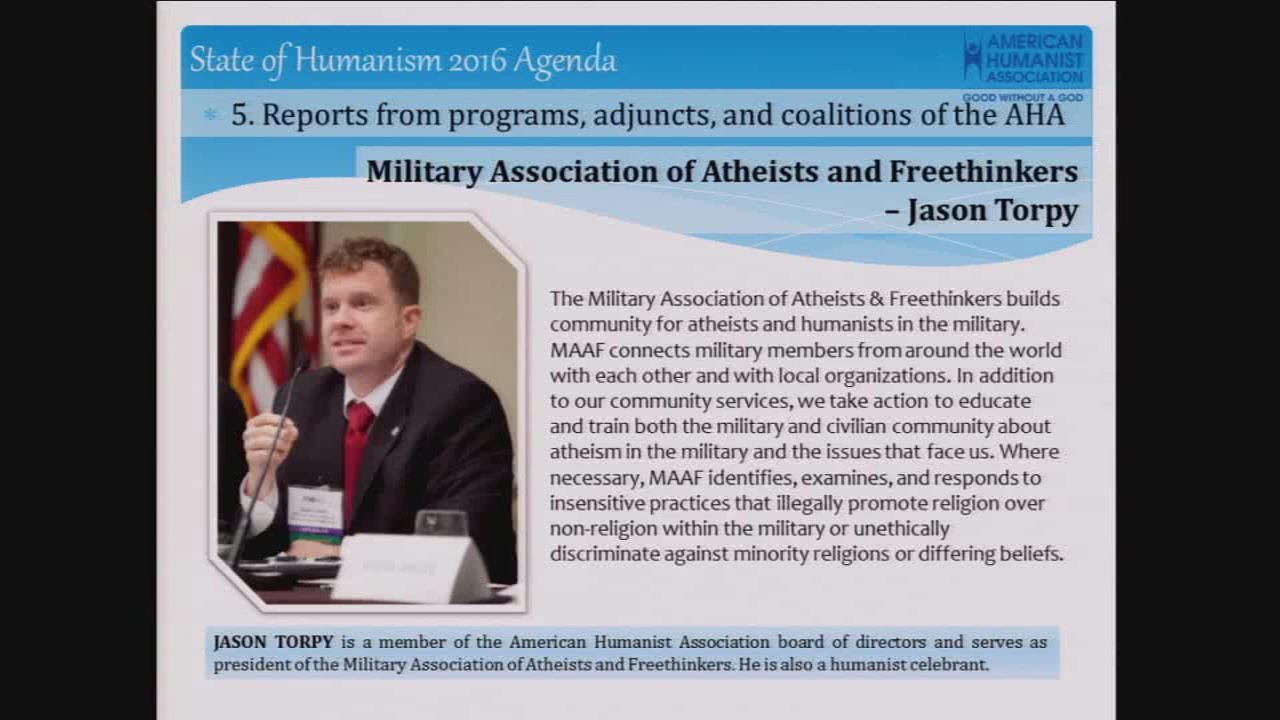 State of Humanism 2016 Agenda
AMERICAN
HUMANIST
ASSOCIATION
GOOD WITHOUT A GOD
* 5. Reports from programs, adjuncts, and coalitions of the AHA
Military Association of Atheists and Freethinkers
– Jason Torpy
The Military Association of Atheists & Freethinkers builds
community for atheists and humanists in the military.
MAAF connects military members from around the world
with each other and with local organizations. In addition
to our community services, we take action to educate
and train both the military and civilian community about
atheism in the military and the issues that face us. Where
necessary, MAAF identifies, examines, and responds to
insensitive practices that illegally promote religion over
non-religion within the military or unethically
discriminate against minority religions or differing beliefs.
JASON TORPY is a member of the American Humanist Association board of directors and serves as
president of the Military Association of Atheists and Freethinkers. He is also a humanist celebrant.